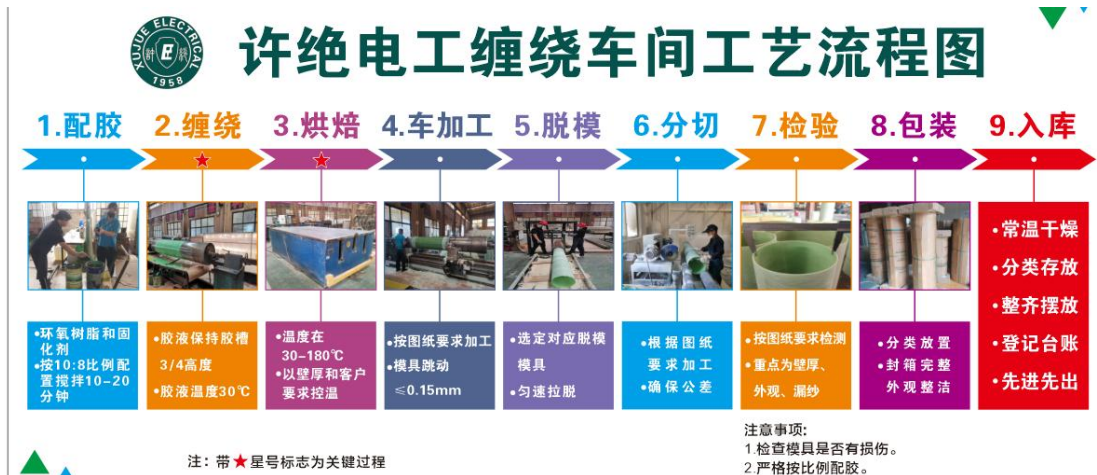 XUJUE ELECTRICAL
1958
许绝电工缠绕车间工艺流程图
1.配胶
2.缠绕
3.烘焙
4.车加工
5.脱模
6.分切
7.检验
8.包装
9.入库
•环氧树脂和固
化剂
•按10:8比例配
置搅拌10-20
分钟
•胶液保持胶槽
3/4高度
•胶液温度30℃
•温度在
30-180℃
•以壁厚和客户
要求控温
•按图纸要求加工
•模具跳动
≤0.15mm
•选定对应脱模
模具
•匀速拉脱
•根据图纸
要求加工
•确保公差
•按图纸要求检测
•重点为壁厚、
外观、漏纱
•分类放置
•封箱完整
外观整洁
•常温干燥
•分类存放
•整齐摆放
•登记台账
•先进先出
注：带★星号标志为关键过程
注意事项:
1.检查模具是否有损伤。
2.严格按比例配胶。